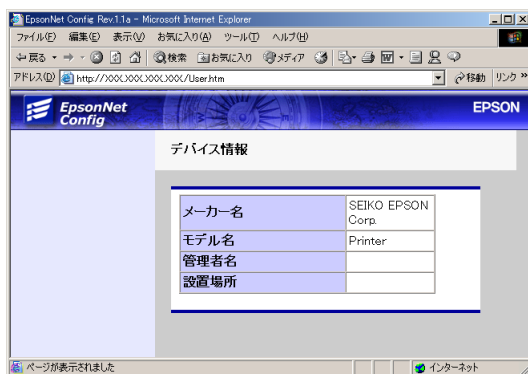 EpsonNet Config Rev.1.1a - Microsoft Internet Explorer
ファイル(F) 編集(E) 表示(V) お気に入り(A) ツール(T) ヘルプ(H)
戻る 検索 お気に入り メディア
アドレス(D) http://XXX.XXX.XXX.XXX/User.htm 移動 リンク »
EpsonNet
Config
EPSON
デバイス情報
メーカー名 SEIKO EPSON
Corp.
モデル名 Printer
管理者名
設置場所
ページが表示されました インターネット